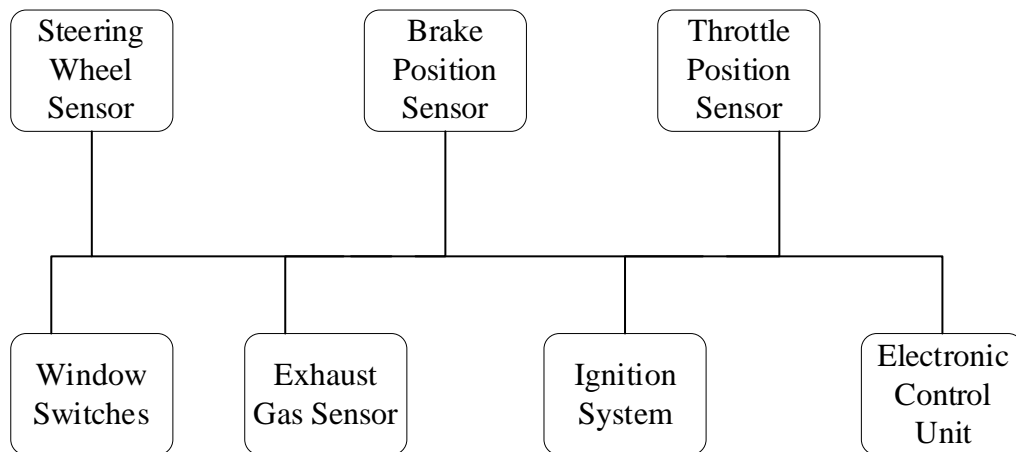 Steering
Wheel
Sensor
Brake
Position
Sensor
Throttle
Position
Sensor
Window
Switches
Exhaust
Gas Sensor
Ignition
System
Electronic
Control
Unit